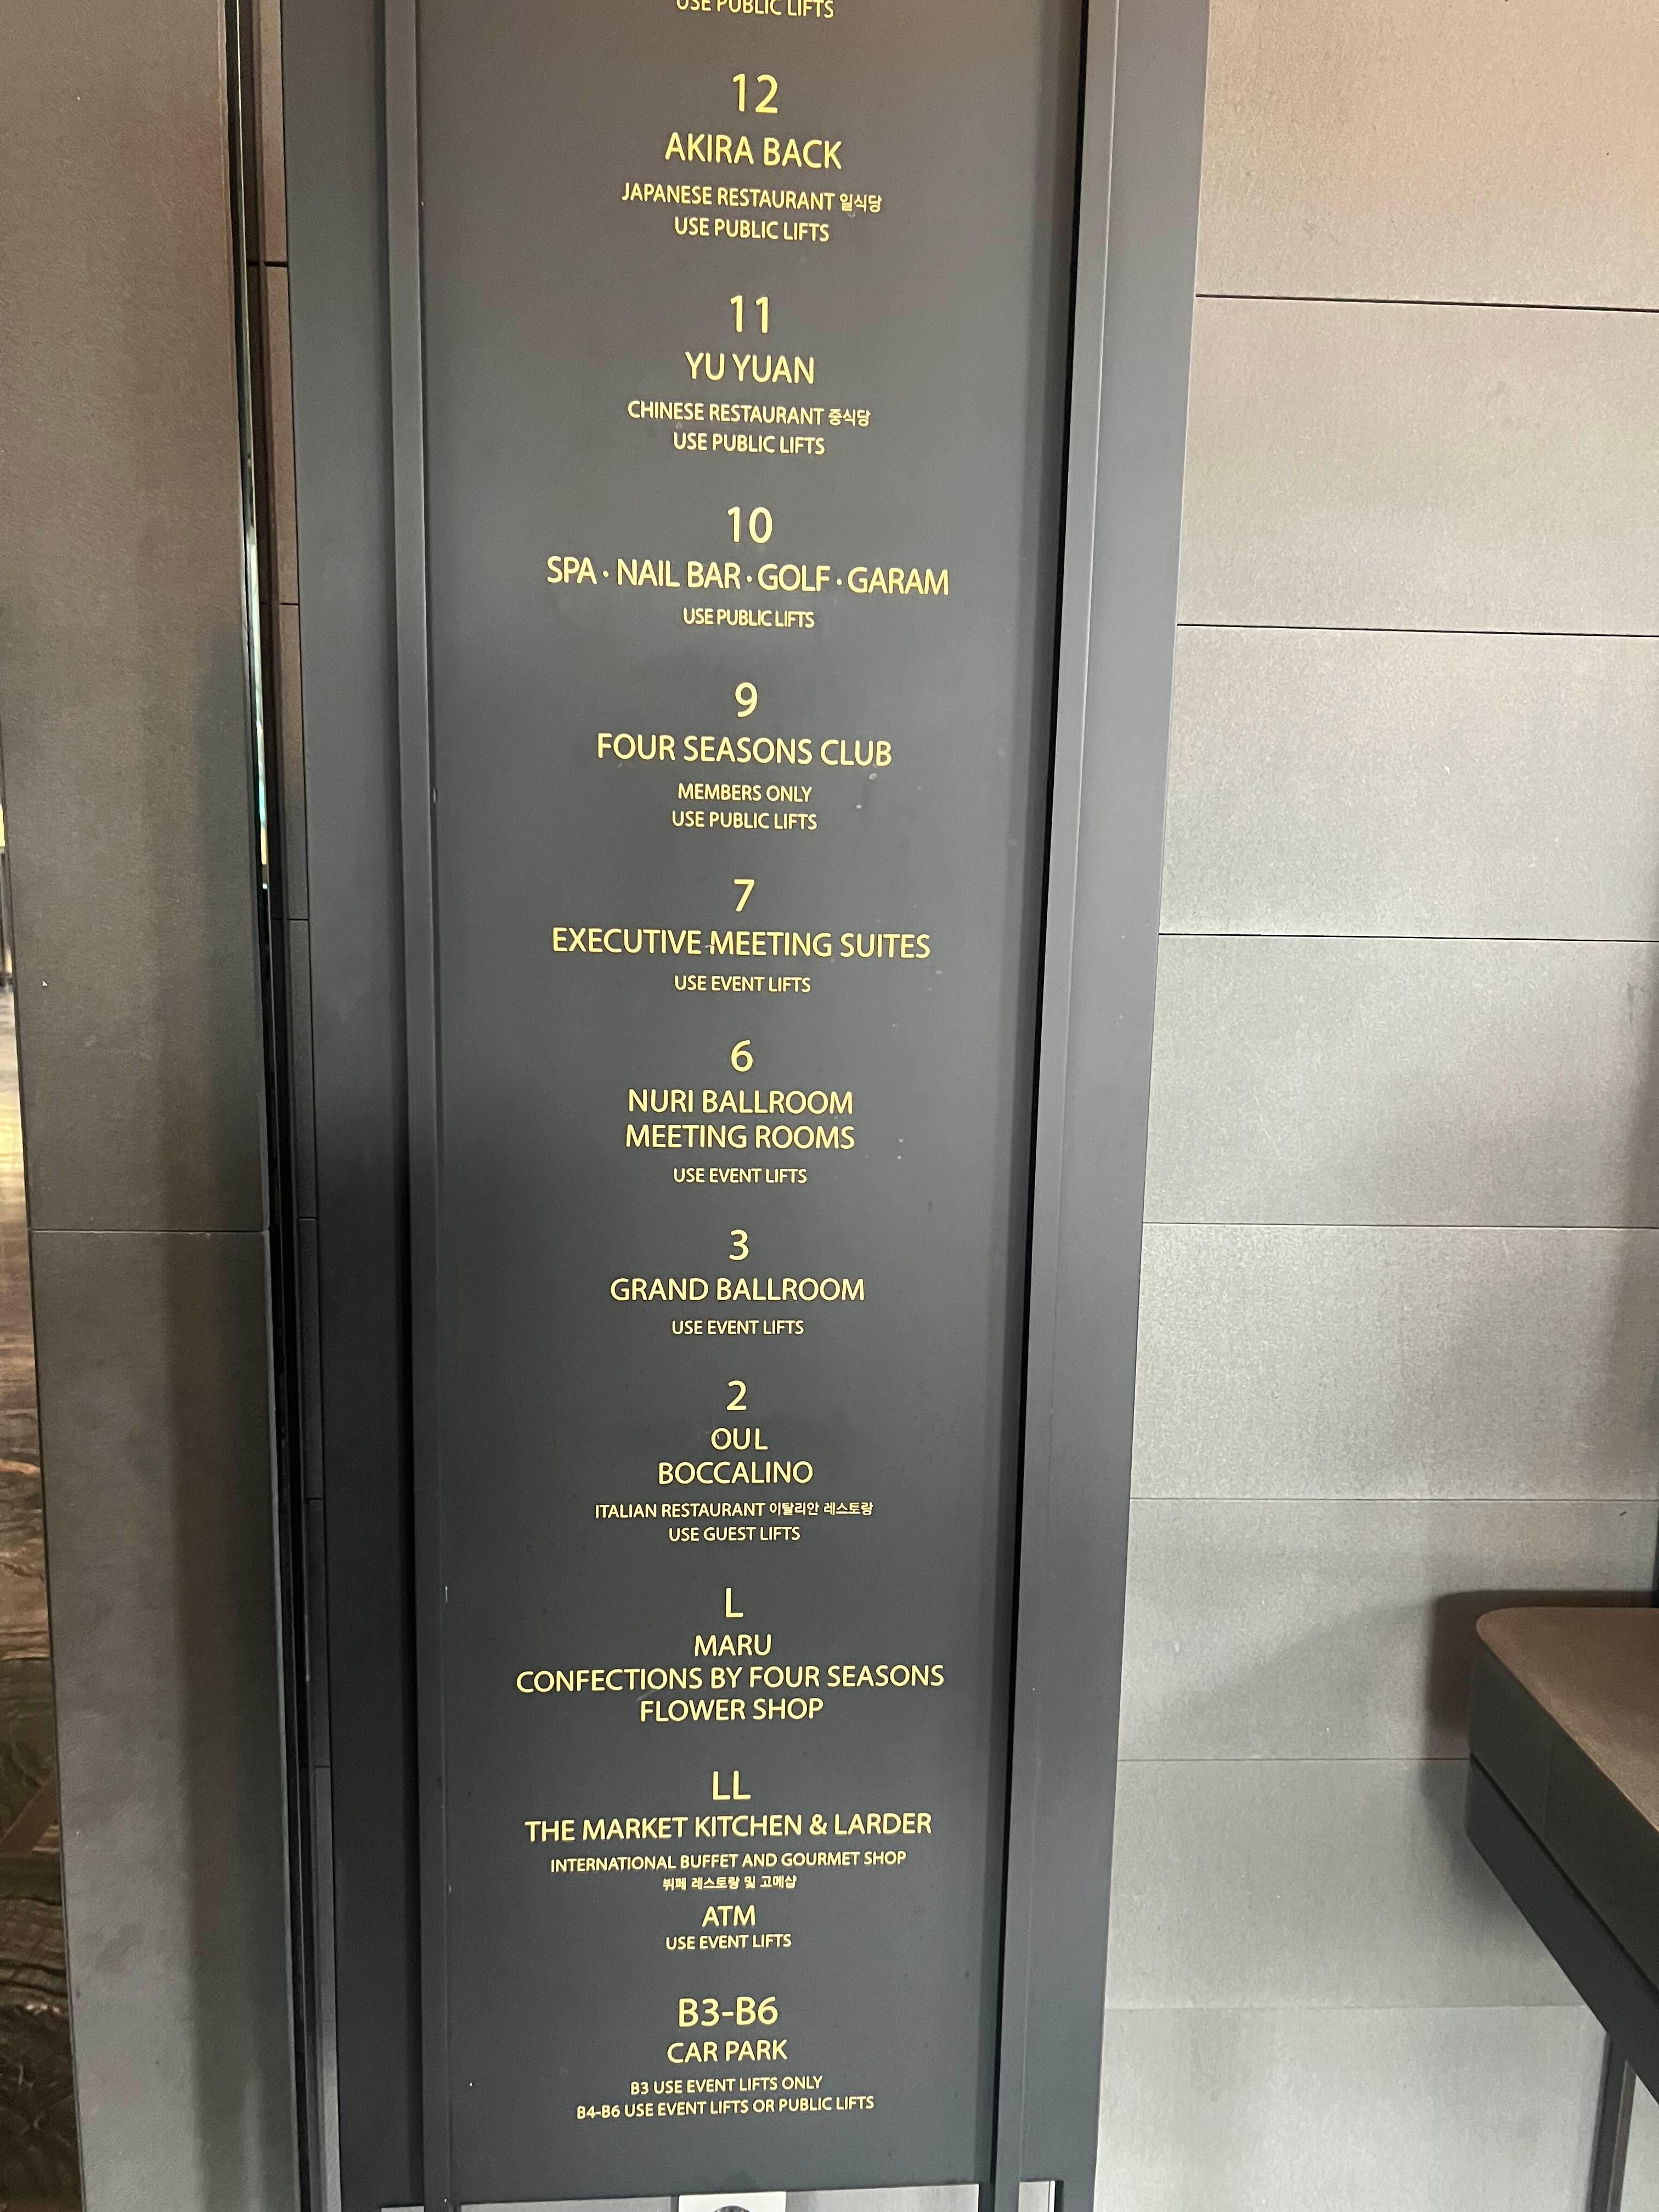 USE PUBLIC LIFTS
12
AKIRA BACK
JAPANESE RESTAURANT 일식당
USE PUBLIC LIFTS
11
YU YUAN
CHINESE RESTAURANT 중식당
USE PUBLIC LIFTS
10
SPA · NAIL BAR · GOLF · GARAM
USE PUBLIC LIFTS
9
FOUR SEASONS CLUB
MEMBERS ONLY
USE PUBLIC LIFTS
7
EXECUTIVE MEETING SUITES
USE EVENT LIFTS
6
NURI BALLROOM
MEETING ROOMS
USE EVENT LIFTS
3
GRAND BALLROOM
USE EVENT LIFTS
2
OUL
BOCCALINO
ITALIAN RESTAURANT 이탈리안 레스토랑
USE GUEST LIFTS
L
MARU
CONFECTIONS BY FOUR SEASONS
FLOWER SHOP
LL
THE MARKET KITCHEN & LARDER
INTERNATIONAL BUFFET AND GOURMET SHOP
뷔페 레스토랑 및 고메샵
ATM
USE EVENT LIFTS
B3-B6
CAR PARK
B3 USE EVENT LIFTS ONLY
B4-B6 USE EVENT LIFTS OR PUBLIC LIFTS